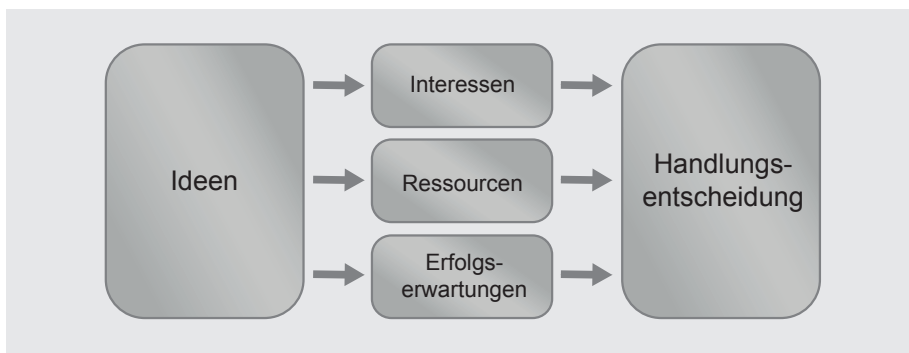 Ideen
Interessen
Ressourcen
Erfolgs-
erwartungen
Handlungs-
entscheidung